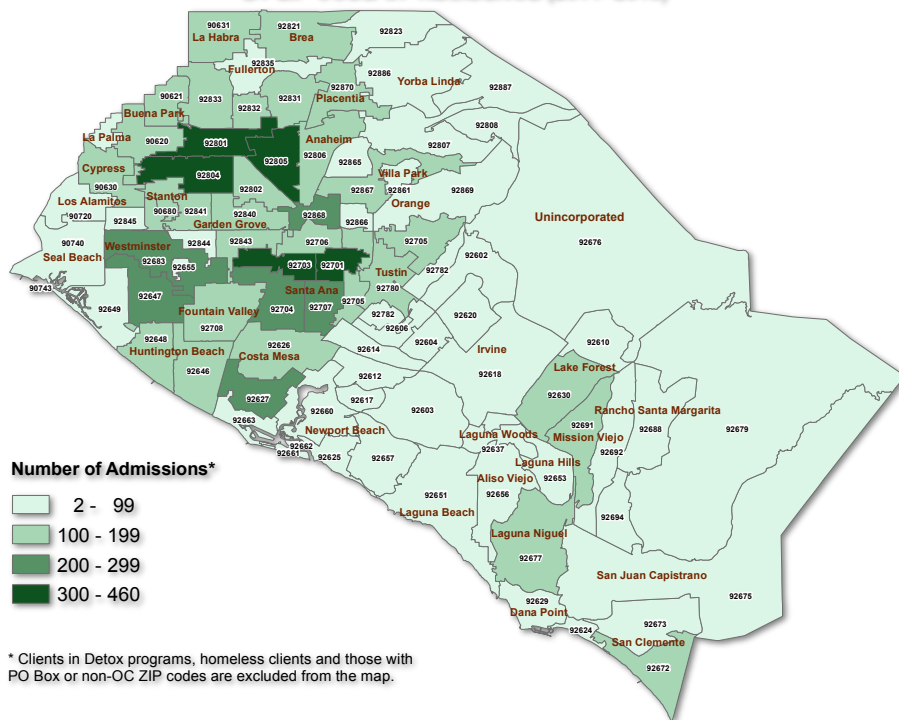 90631
La Habra
92821
Brea
92823
92835
Fullerton
92886
Yorba Linda
92887
90621
92833
92832
92831
92870
Placentia
Buena Park
La Palma
90620
92801
92805
Anaheim
92806
92808
92807
92865
Cypress
92804
92802
Villa Park
92867
92861
92869
Orange
90630
Los Alamitos
Stanton
90680
92841
92840
Garden Grove
92868
92866
Unincorporated
92676
90720
92845
90740
Seal Beach
Westminster
92683
92844
92655
92843
92706
92705
92602
92703
92701
Tustin
92780
92782
90743
92647
Santa Ana
92704
92707
92705
92649
Fountain Valley
92708
92782
92606
92620
92604
92648
Huntington Beach
92646
92626
Costa Mesa
92614
Irvine
92618
92610
Lake Forest
92630
92627
92612
92617
92603
92663
92660
Newport Beach
92662
92661
92625
92657
Rancho Santa Margarita
92688
92679
92691
Mission Viejo
92692
Laguna Woods
92637
Laguna Hills
92653
Aliso Viejo
92656
92651
Laguna Beach
92694
Laguna Niguel
92677
San Juan Capistrano
92675
92629
Dana Point
92624
92673
San Clemente
92672
Number of Admissions*
2 - 99
100 - 199
200 - 299
300 - 460
* Clients in Detox programs, homeless clients and those with
PO Box or non-OC ZIP codes are excluded from the map.